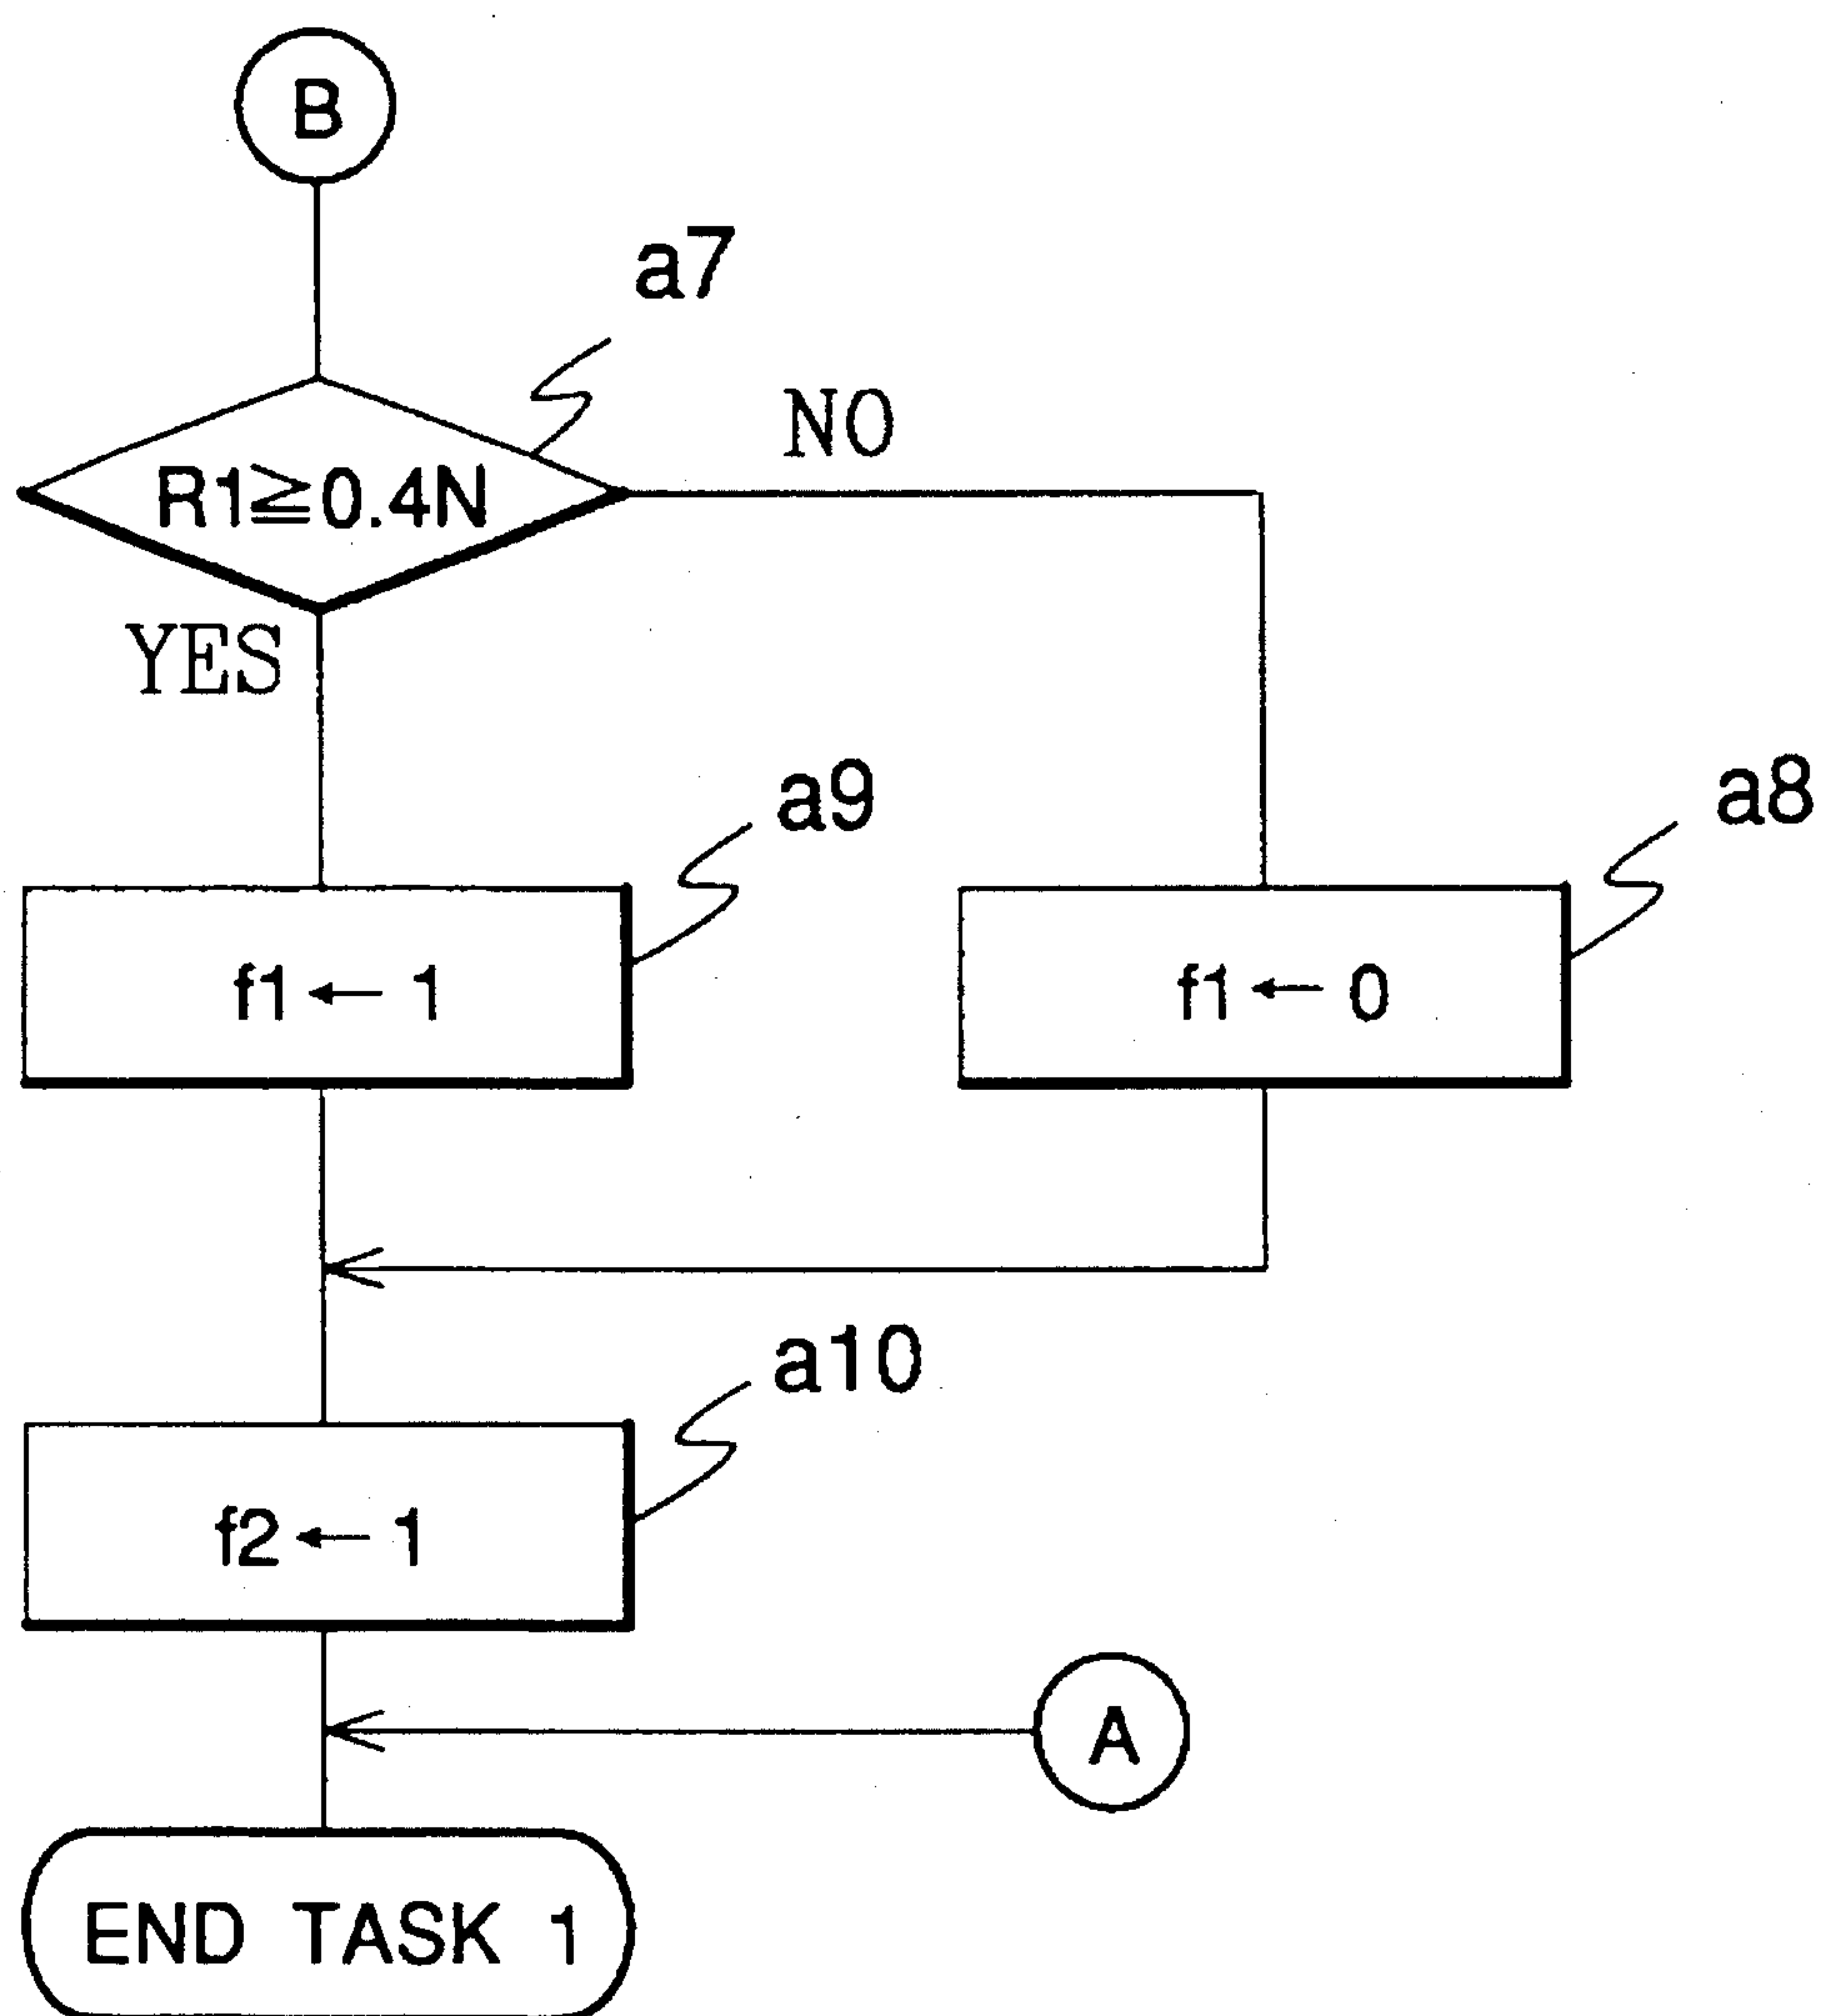 B
a7
NO
R1≧0.4N
YES
a9
a8
f1←1
f1←0
a10
f2←1
A
END TASK 1